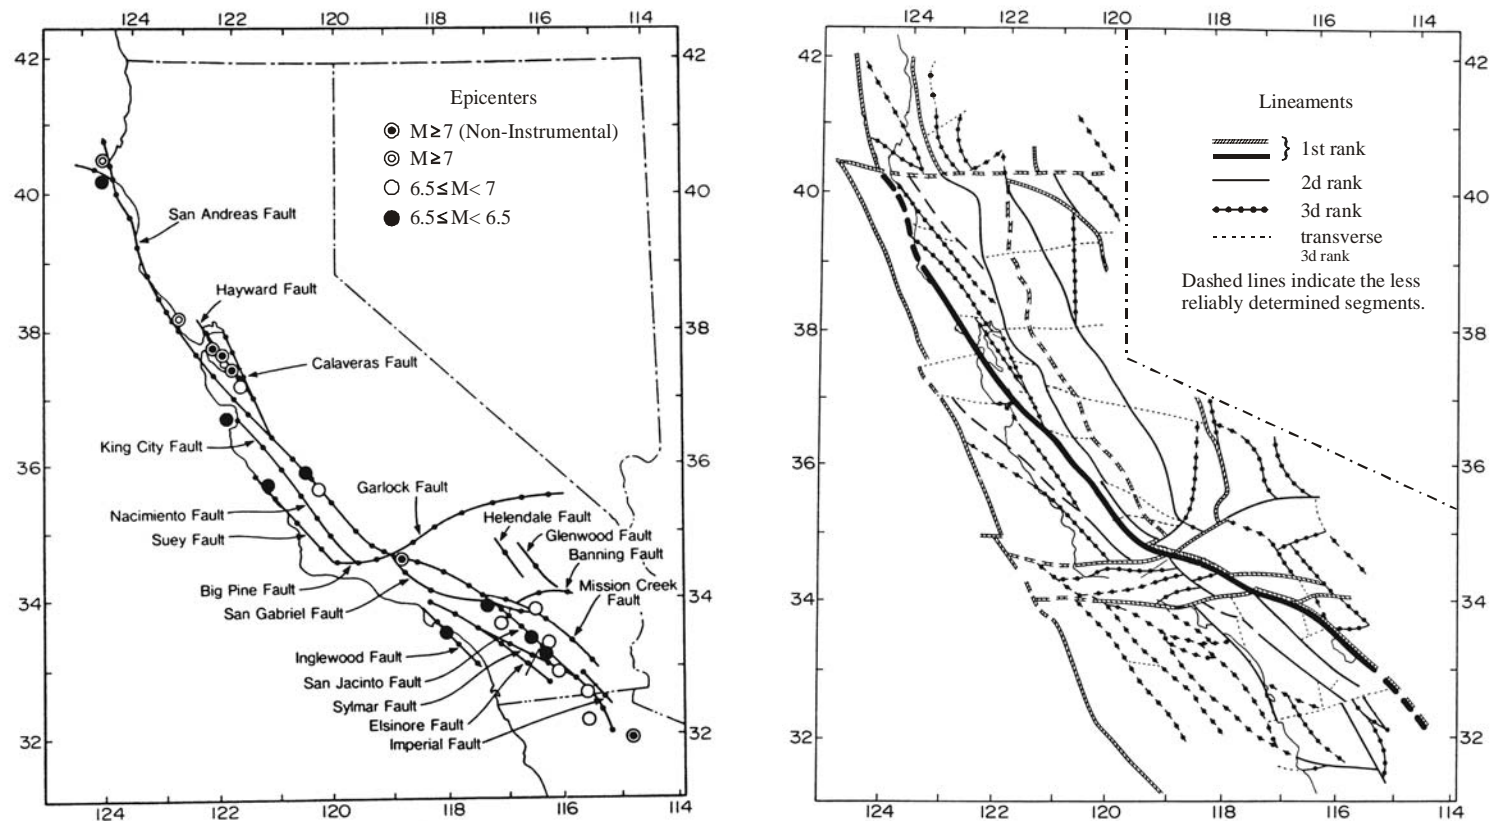 124
122
120
118
116
114
42
42
40
40
38
38
36
36
34
34
32
32
124
122
120
118
116
114
Epicenters
M≥7 (Non-Instrumental)
M≥7
6.5≤M<7
6.5≤M<6.5
San Andreas Fault
Hayward Fault
Calaveras Fault
King City Fault
Garlock Fault
Nacimiento Fault
Suey Fault
Helendale Fault
Glenwood Fault
Banning Fault
Big Pine Fault
Mission Creek
Fault
San Gabriel Fault
Inglewood Fault
San Jacinto Fault
Sylmar Fault
Elsinore Fault
Imperial Fault
124
122
120
118
116
114
42
42
40
40
38
38
36
36
34
34
32
32
124
122
120
118
116
114
Lineaments
} 1st rank
2d rank
3d rank
transverse
3d rank
Dashed lines indicate the less
reliably determined segments.